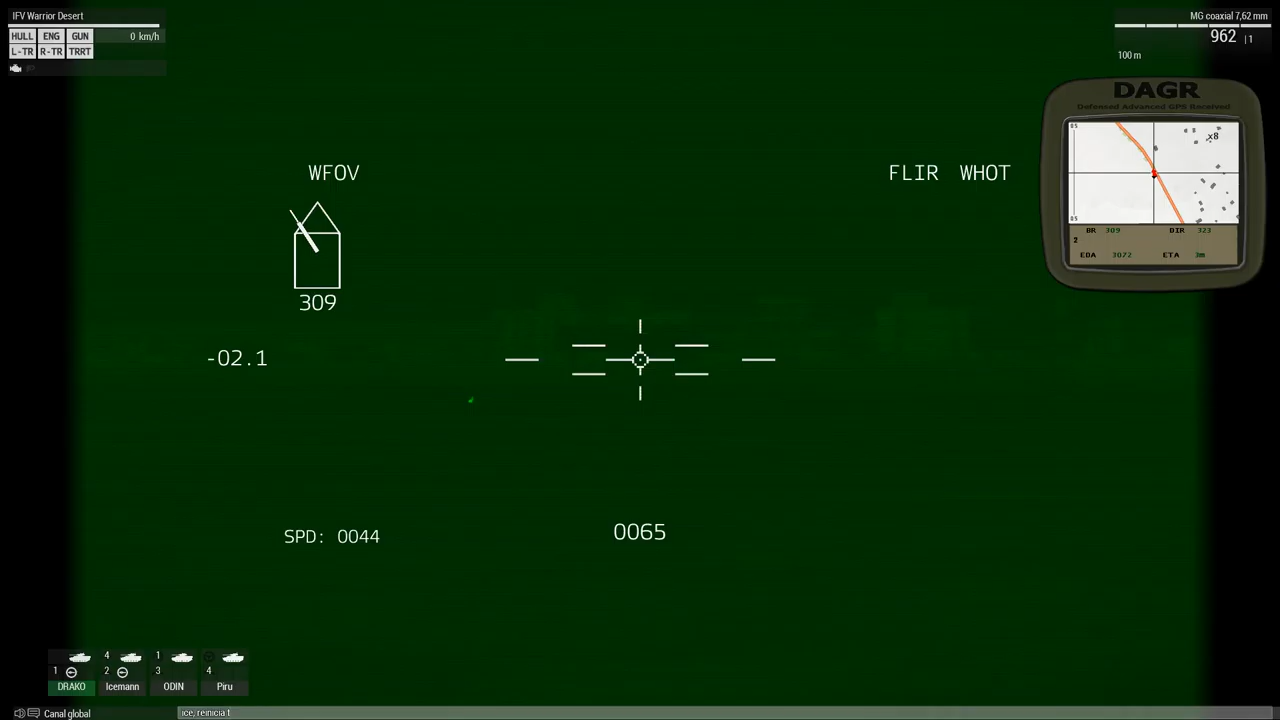 IFV Warrior Desert
HULL ENG GUN 0 km/h
L-TR R-TR TRRT
MG coaxial 7,62 mm
962 |1
100 m
DAGR
Defensed Advanced GPS Received
x8
BR 309 DIR 323
2
EDA 3072 ETA 3m
WFOV
FLIR WHOT
309
-02.1
SPD: 0044
0065
4 1
1 2 3 4
DRAKO Icemann ODIN Piru
Canal global ice, reinicia t